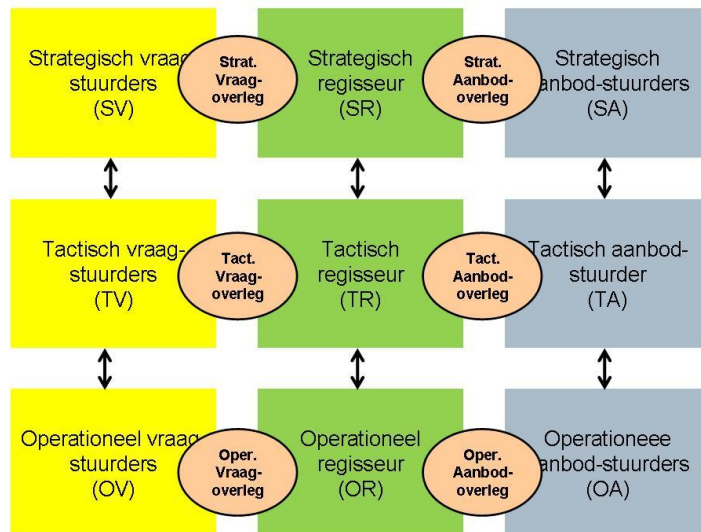 Strategisch vraag
stuurders
(SV)
Strat.
Vraag-
overleg
Strategisch
regisseur
(SR)
Strat.
Aanbod-
overleg
Strategisch
anbod-stuurders
(SA)
Tactisch vraag-
stuurders
(TV)
Tact.
Vraag-
overleg
Tactisch
regisseur
(TR)
Tact.
Aanbod-
overleg
Tactisch aanbod-
stuurder
(TA)
Operationeel vraag
stuurders
(OV)
Oper.
Vraag-
overleg
Operationeel
regisseur
(OR)
Oper.
Aanbod-
overleg
Operationeee
anbod-stuurders
(OA)